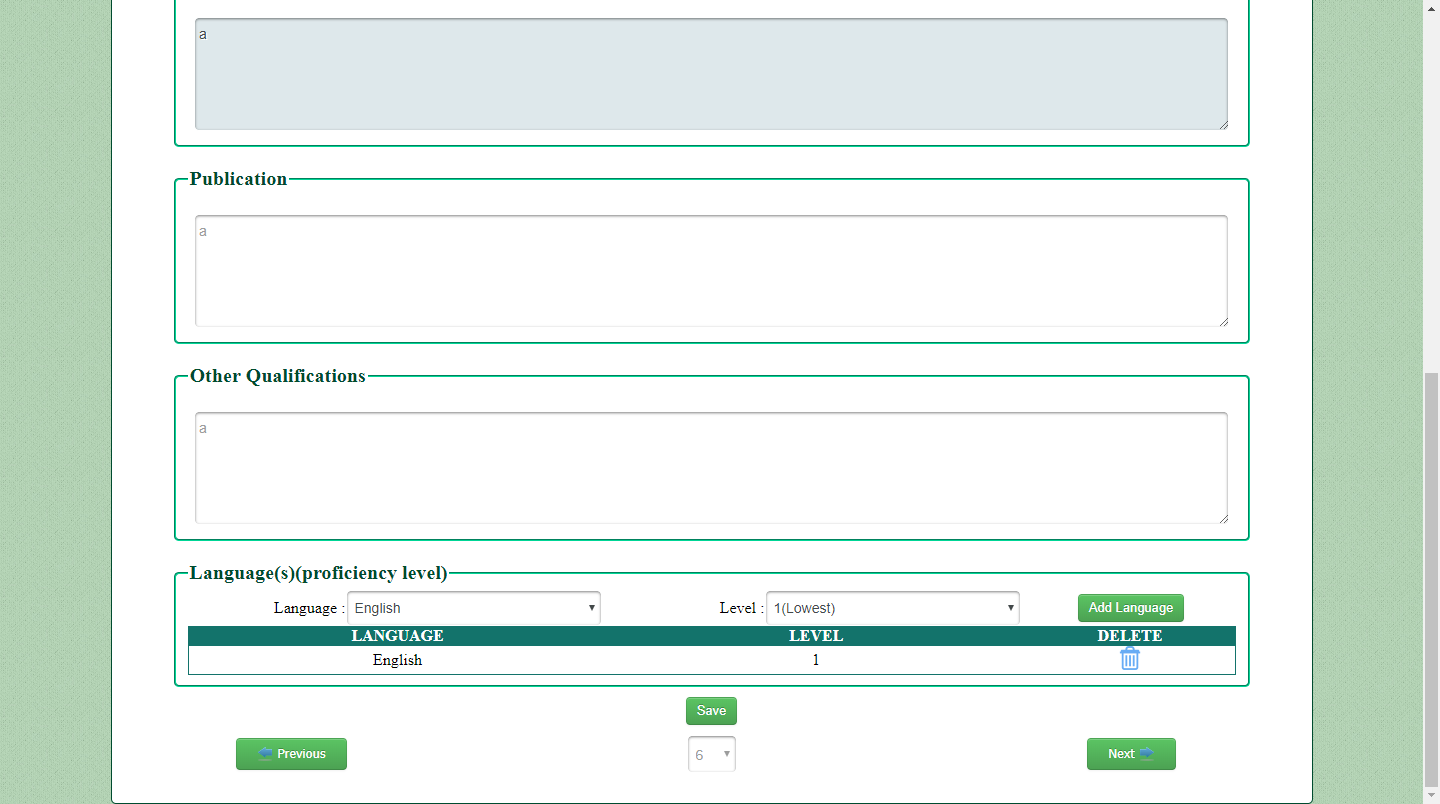 a
Publication
a
Other Qualifications
a
Language(s)(proficiency level)
Language : English Level : 1(Lowest) Add Language
LANGUAGE LEVEL DELETE
English 1
Save
Previous 6 Next